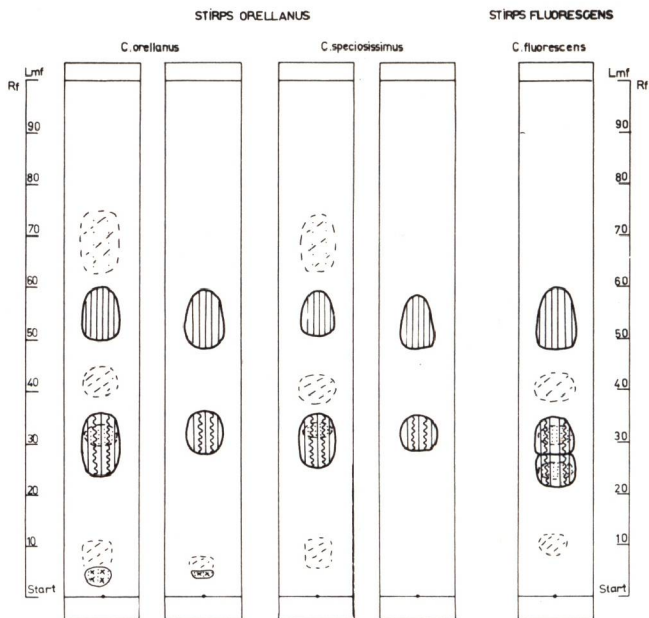 STIRPS ORELLANUS
STIRPS FLUORESCENS
C.orellanus
C.speciosissimus
C.fluorescens
Rf
Lmf
90
80
70
60
50
40
30
20
10
Start
Lmf
Rf
90
80
70
60
50
40
30
20
10
Start